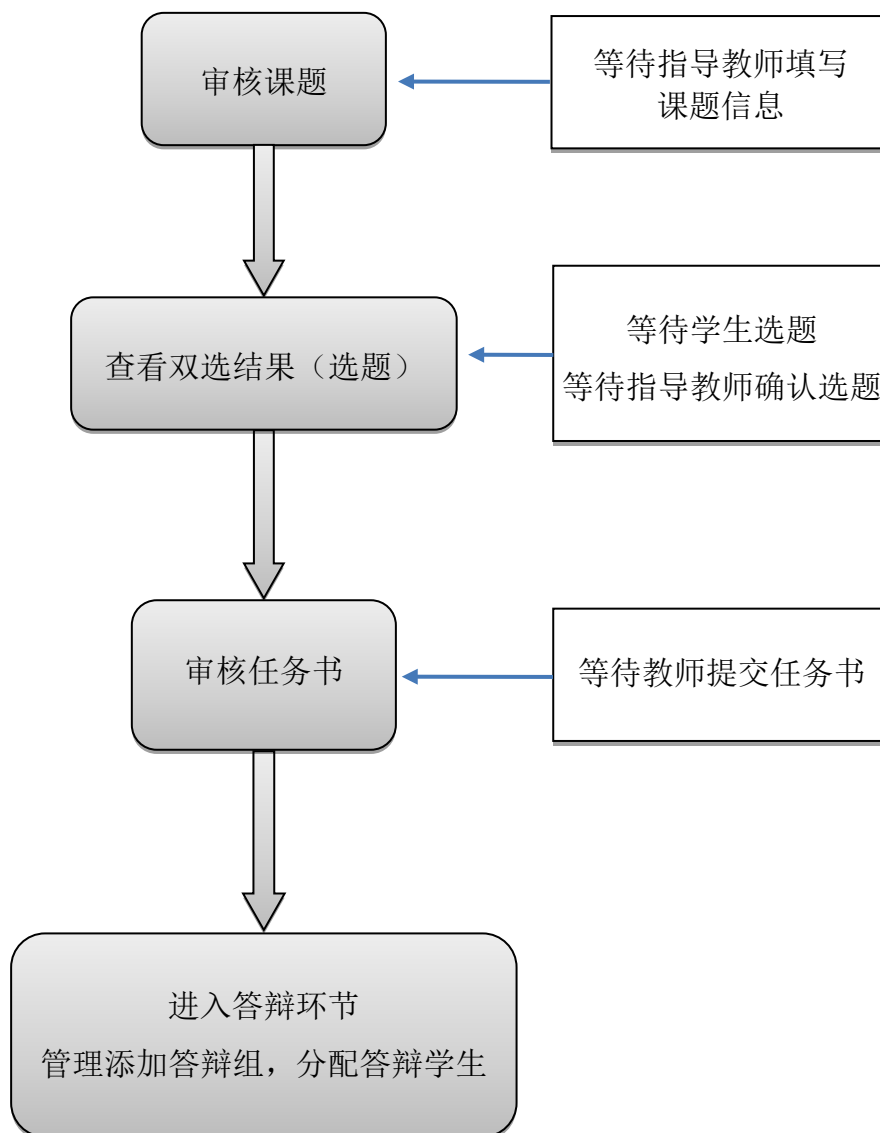 审核课题
等待指导教师填写
课题信息
查看双选结果（选题）
等待学生选题
等待指导教师确认选题
审核任务书
等待教师提交任务书
进入答辩环节
管理添加答辩组，分配答辩学生